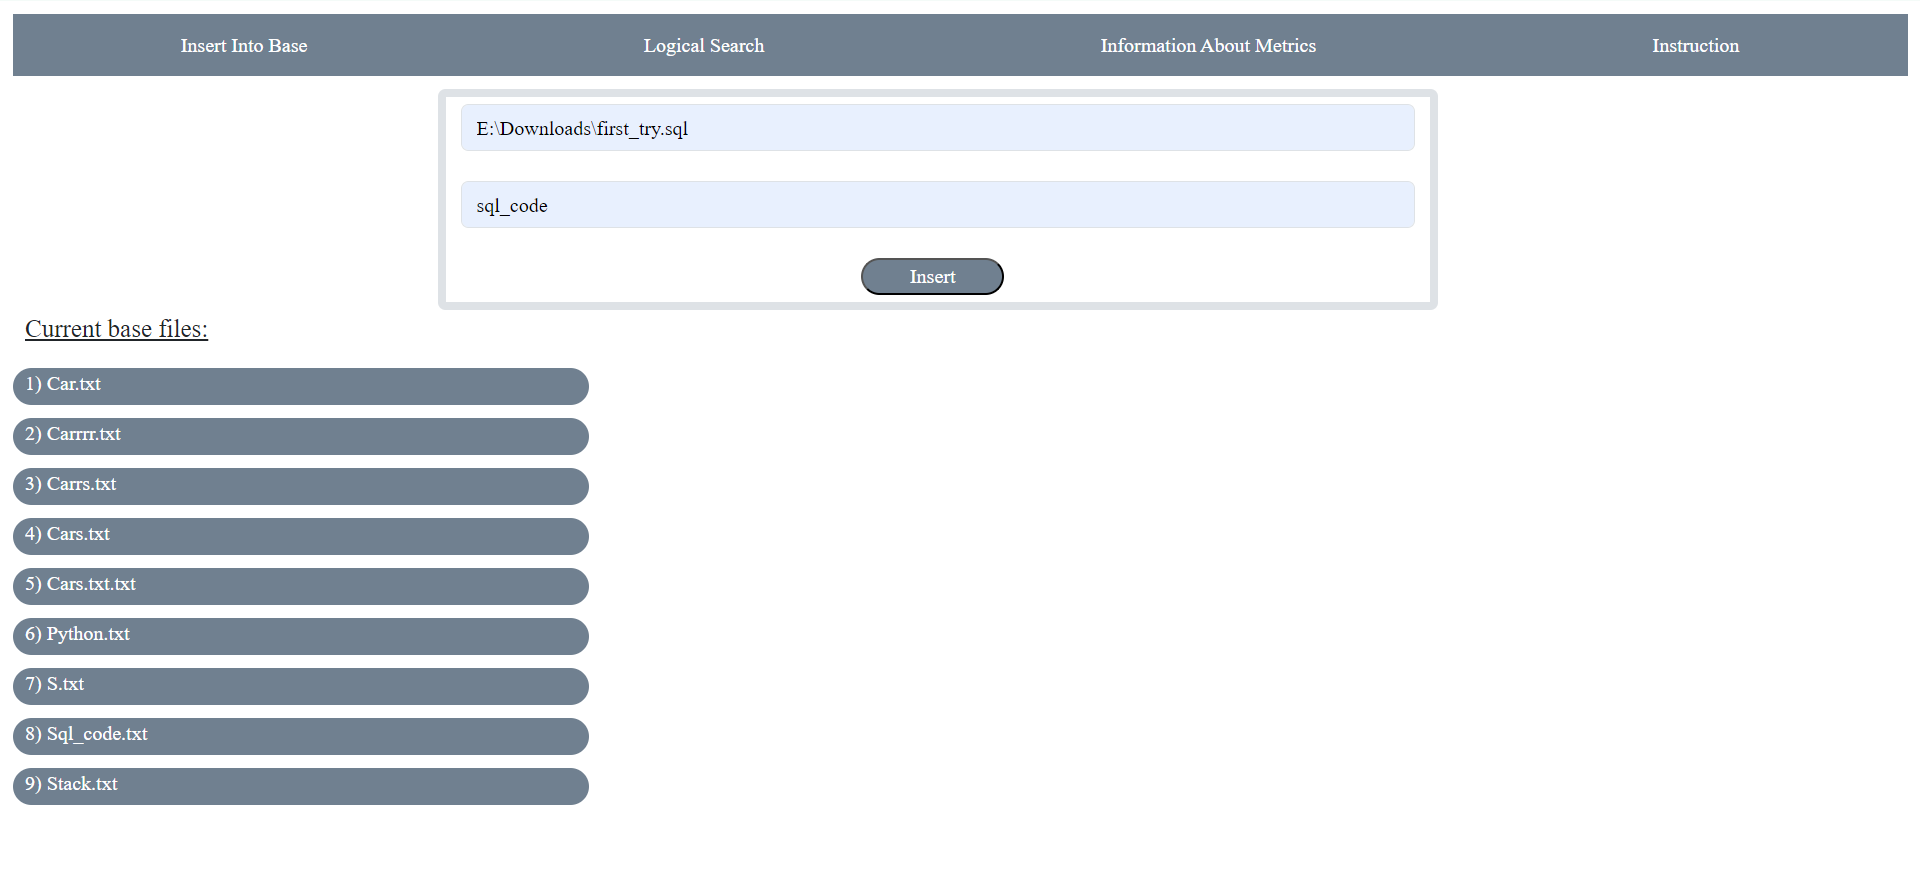 Insert Into Base Logical Search Information About Metrics Instruction
E:\Downloads\first_try.sql
sql_code
Insert
Current base files:
1) Car.txt
2) Carrrr.txt
3) Carrs.txt
4) Cars.txt
5) Cars.txt.txt
6) Python.txt
7) S.txt
8) Sql_code.txt
9) Stack.txt